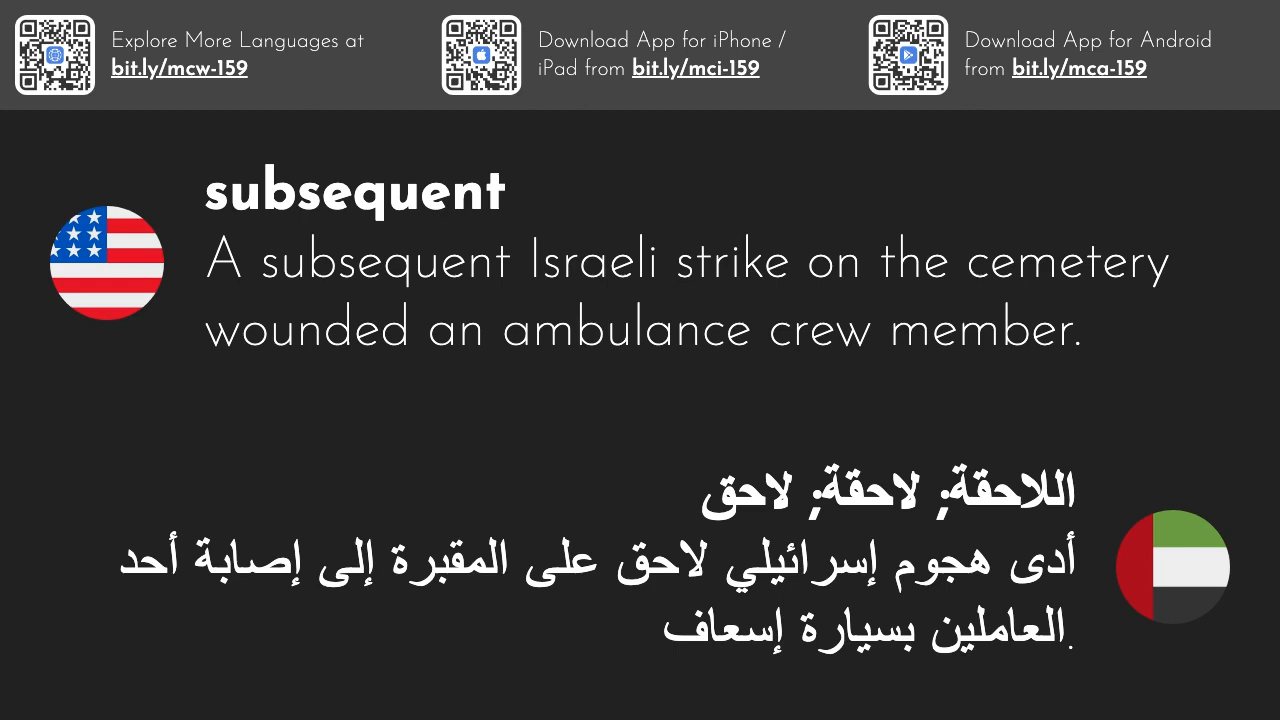 Explore More Languages at
bit.ly/mcw-159
Download App for iPhone /
iPad from bit.ly/mci-159
Download App for Android
from bit.ly/mca-159
subsequent
A subsequent Israeli strike on the cemetery
wounded an ambulance crew member.
اللاحقة; لاحقة; لاحق
أدى هجوم إسرائيلي لاحق على المقبرة إلى إصابة أحد
العاملين بسيارة إسعاف.